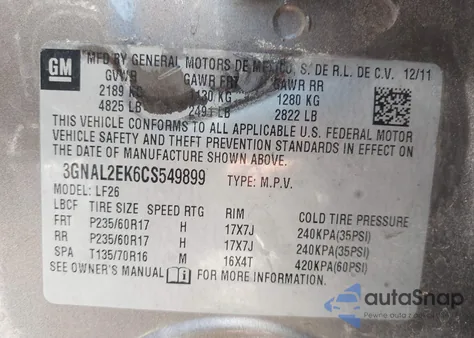 GM
MFD BY GENERAL MOTORS DE MEXICO, S. DE R.L. DE C.V. 12/11
GVWR GAWR FRT GAWR RR
2189 KG 1130 KG 1280 KG
4825 LB 2491 LB 2822 LB
THIS VEHICLE CONFORMS TO ALL APPLICABLE U.S. FEDERAL MOTOR
VEHICLE SAFETY AND THEFT PREVENTION STANDARDS IN EFFECT ON
THE DATE OF MANUFACTURE SHOWN ABOVE.
3GNAL2EK6CS549899 TYPE: M.P.V.
MODEL: LF26
LBCF TIRE SIZE SPEED RTG RIM COLD TIRE PRESSURE
FRT P235/60R17 H 17X7J 240KPA(35PSI)
RR P235/60R17 H 17X7J 240KPA(35PSI)
SPA T135/70R16 M 16X4T 420KPA(60PSI)
SEE OWNER'S MANUAL FOR MORE INFORMATION.
autoSnap